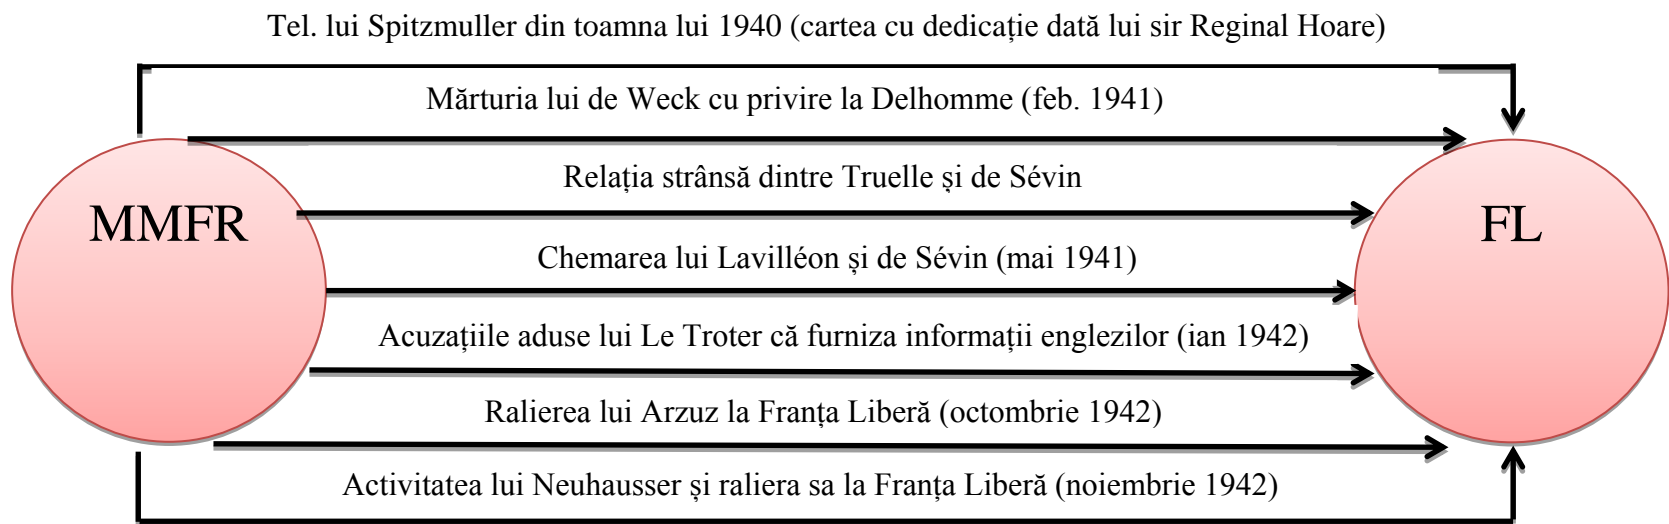 Tel. lui Spitzmuller din toamna lui 1940 (cartea cu dedicație dată lui sir Reginal Hoare)
Mărturia lui de Weck cu privire la Delhomme (feb. 1941)
Relația strânsă dintre Truelle și de Sévin
MMFR
FL
Chemarea lui Lavilléon și de Sévin (mai 1941)
Acuzațiile aduse lui Le Troter că furniza informații englezilor (ian 1942)
Ralierea lui Arzuz la Franța Liberă (octombrie 1942)
Activitatea lui Neuhausser și raliera sa la Franța Liberă (noiembrie 1942)